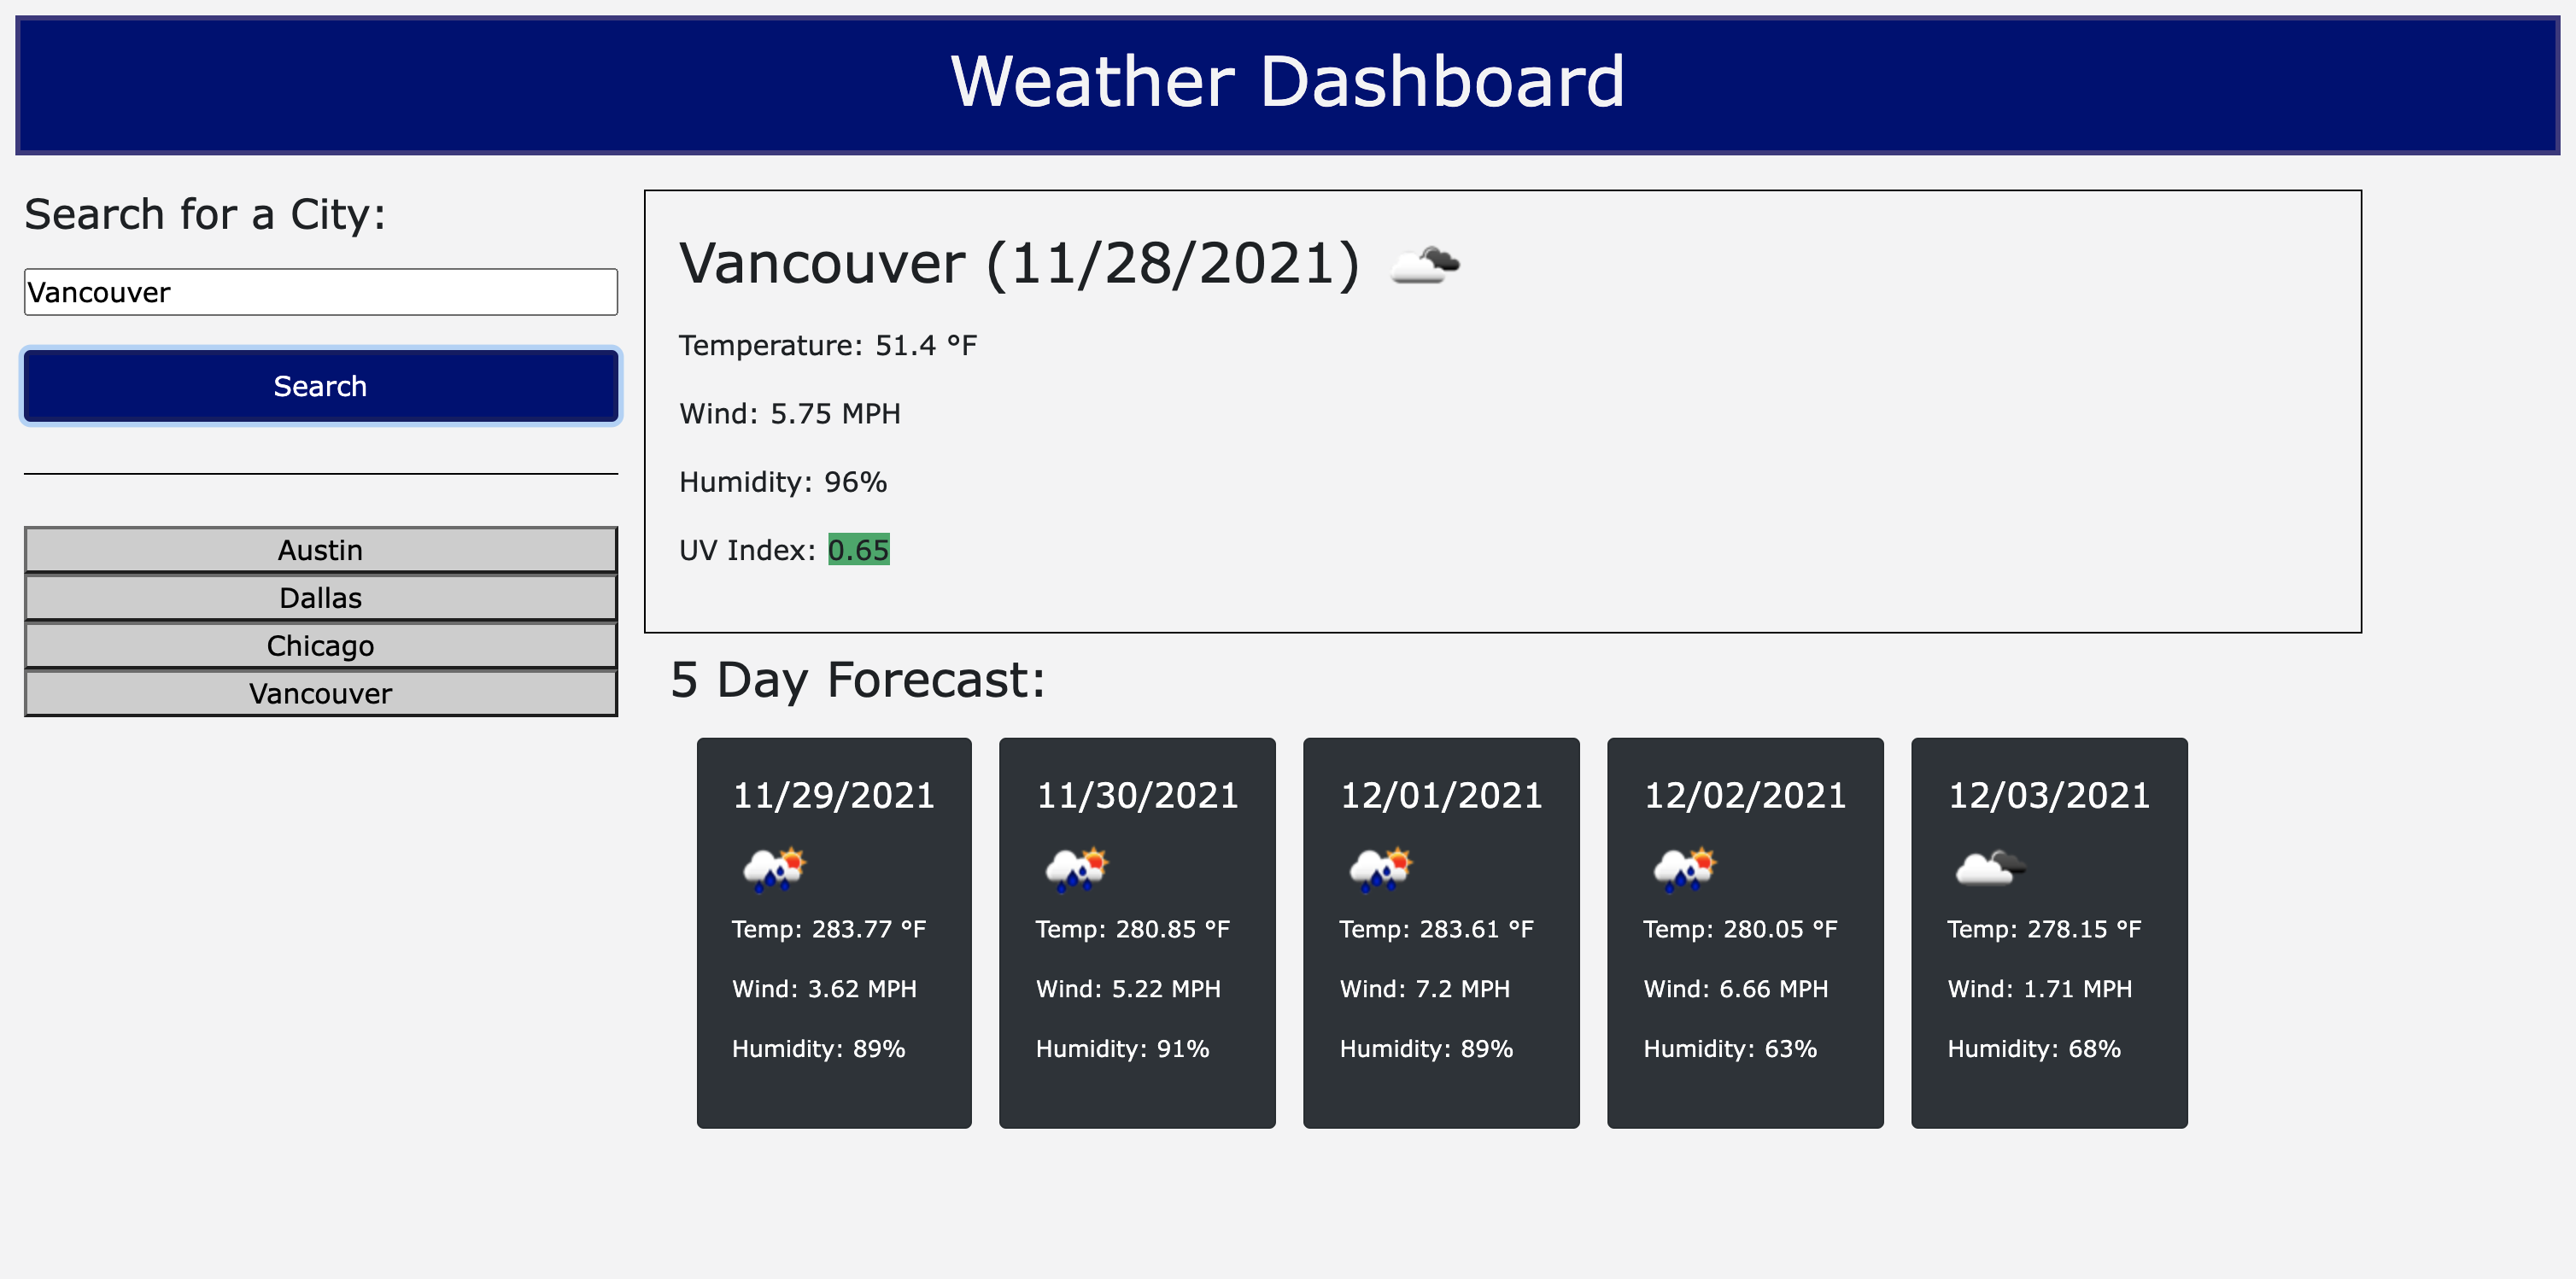 Weather Dashboard
Search for a City:
Vancouver
Search
Austin
Dallas
Chicago
Vancouver
Vancouver (11/28/2021)
Temperature: 51.4 °F
Wind: 5.75 MPH
Humidity: 96%
UV Index: 0.65
5 Day Forecast:
11/29/2021
Temp: 283.77 °F
Wind: 3.62 MPH
Humidity: 89%
11/30/2021
Temp: 280.85 °F
Wind: 5.22 MPH
Humidity: 91%
12/01/2021
Temp: 283.61 °F
Wind: 7.2 MPH
Humidity: 89%
12/02/2021
Temp: 280.05 °F
Wind: 6.66 MPH
Humidity: 63%
12/03/2021
Temp: 278.15 °F
Wind: 1.71 MPH
Humidity: 68%